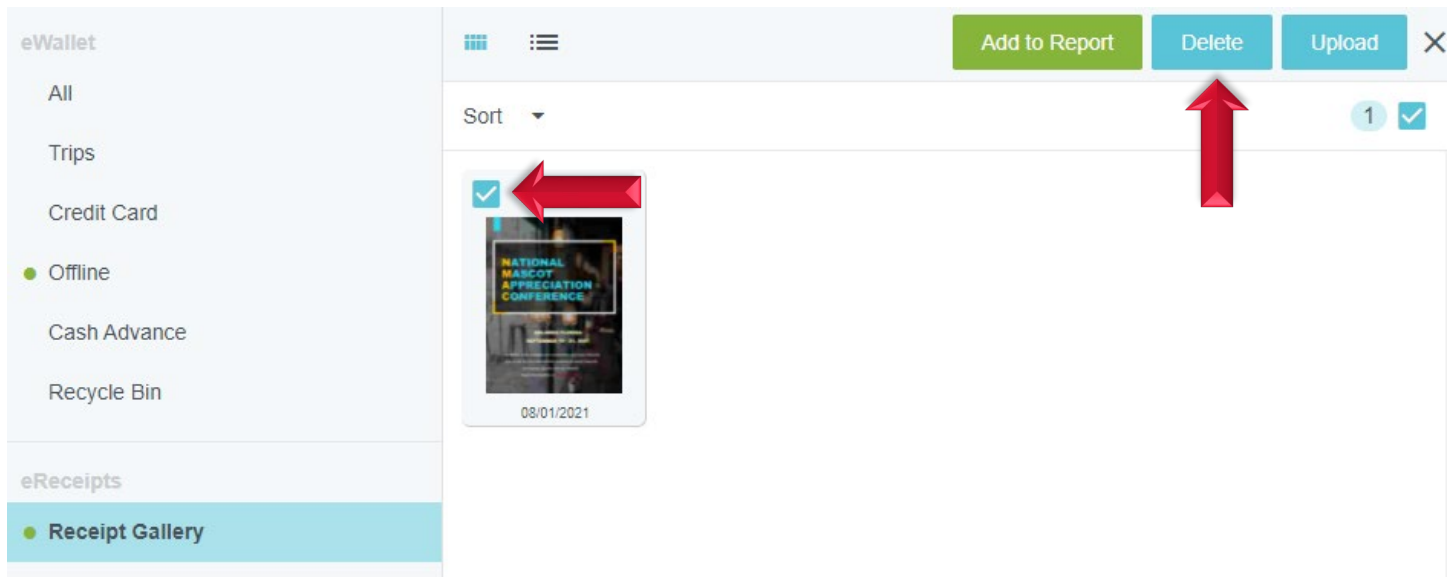 eWallet
All
Trips
Credit Card
Offline
Cash Advance
Recycle Bin
eReceipts
Receipt Gallery
Add to Report
Delete
Upload
Sort
1
NATIONAL
MASCOT
APPRECIATION
CONFERENCE
08/01/2021